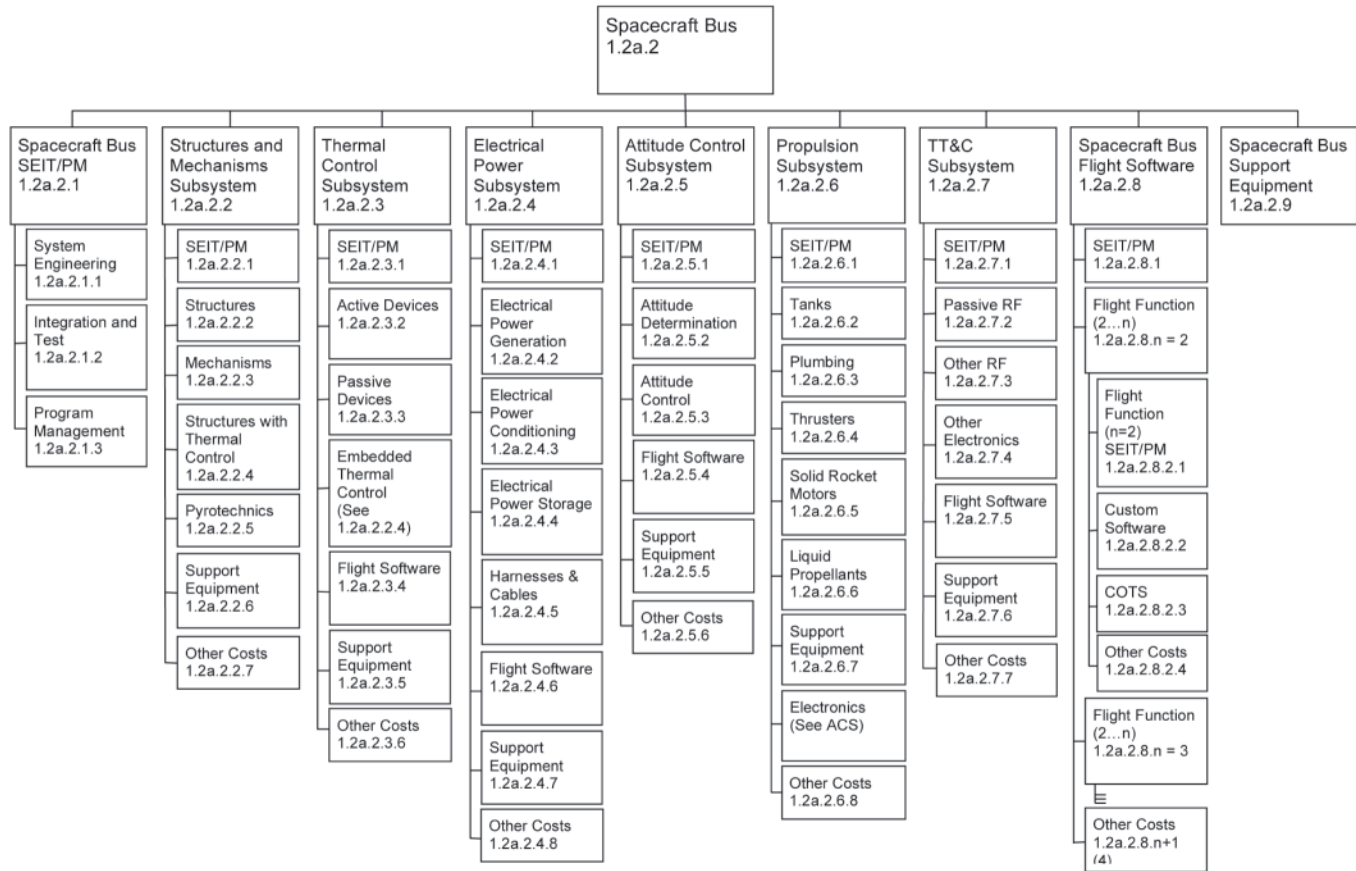 Spacecraft Bus
1.2a.2
Spacecraft Bus
SEIT/PM
1.2a.2.1
System
Engineering
1.2a.2.1.1
Integration and
Test
1.2a.2.1.2
Program
Management
1.2a.2.1.3
Structures and
Mechanisms
Subsystem
1.2a.2.2
SEIT/PM
1.2a.2.2.1
Structures
1.2a.2.2.2
Mechanisms
1.2a.2.2.3
Structures with
Thermal
Control
1.2a.2.2.4
Pyrotechnics
1.2a.2.2.5
Support
Equipment
1.2a.2.2.6
Other Costs
1.2a.2.2.7
Thermal
Control
Subsystem
1.2a.2.3
SEIT/PM
1.2a.2.3.1
Active Devices
1.2a.2.3.2
Passive
Devices
1.2a.2.3.3
Embedded
Thermal
Control
(See
1.2a.2.2.4)
Flight Software
1.2a.2.3.4
Support
Equipment
1.2a.2.3.5
Other Costs
1.2a.2.3.6
Electrical
Power
Subsystem
1.2a.2.4
SEIT/PM
1.2a.2.4.1
Electrical
Power
Generation
1.2a.2.4.2
Electrical
Power
Conditioning
1.2a.2.4.3
Electrical
Power Storage
1.2a.2.4.4
Harnesses &
Cables
1.2a.2.4.5
Flight Software
1.2a.2.4.6
Support
Equipment
1.2a.2.4.7
Other Costs
1.2a.2.4.8
Attitude Control
Subsystem
1.2a.2.5
SEIT/PM
1.2a.2.5.1
Attitude
Determination
1.2a.2.5.2
Attitude
Control
1.2a.2.5.3
Flight Software
1.2a.2.5.4
Support
Equipment
1.2a.2.5.5
Other Costs
1.2a.2.5.6
Propulsion
Subsystem
1.2a.2.6
SEIT/PM
1.2a.2.6.1
Tanks
1.2a.2.6.2
Plumbing
1.2a.2.6.3
Thrusters
1.2a.2.6.4
Solid Rocket
Motors
1.2a.2.6.5
Liquid
Propellants
1.2a.2.6.6
Support
Equipment
1.2a.2.6.7
Electronics
(See ACS)
Other Costs
1.2a.2.6.8
TT&C
Subsystem
1.2a.2.7
SEIT/PM
1.2a.2.7.1
Passive RF
1.2a.2.7.2
Other RF
1.2a.2.7.3
Other
Electronics
1.2a.2.7.4
Flight Software
1.2a.2.7.5
Support
Equipment
1.2a.2.7.6
Other Costs
1.2a.2.7.7
Spacecraft Bus
Flight Software
1.2a.2.8
SEIT/PM
1.2a.2.8.1
Flight Function
(2...n)
1.2a.2.8.n = 2
Flight
Function
(n=2)
SEIT/PM
1.2a.2.8.2.1
Custom
Software
1.2a.2.8.2.2
COTS
1.2a.2.8.2.3
Other Costs
1.2a.2.8.2.4
Flight Function
(2...n)
1.2a.2.8.n = 3
Other Costs
1.2a.2.8.n+1
(4)
Spacecraft Bus
Support
Equipment
1.2a.2.9